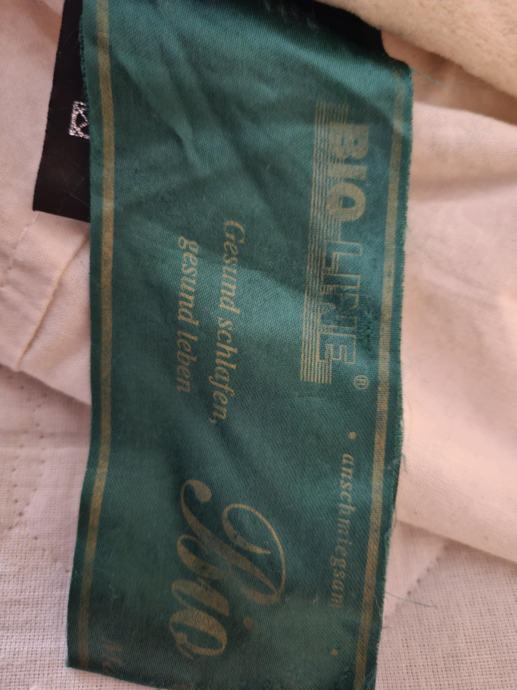 BIO LINE®
Gesund schlafen,
gesund leben
• anschmiegsam •
Bio